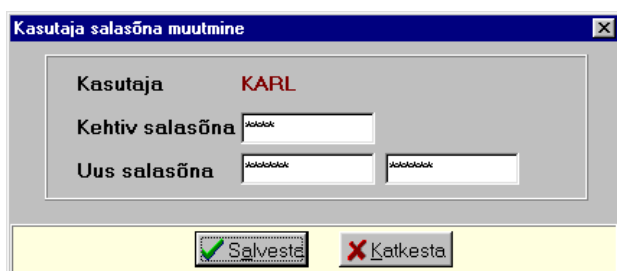 Kasutaja salasõna muutmine
Kasutaja KARL
Kehtiv salasõna ****
Uus salasõna ****** ******
Salvesta Katkesta